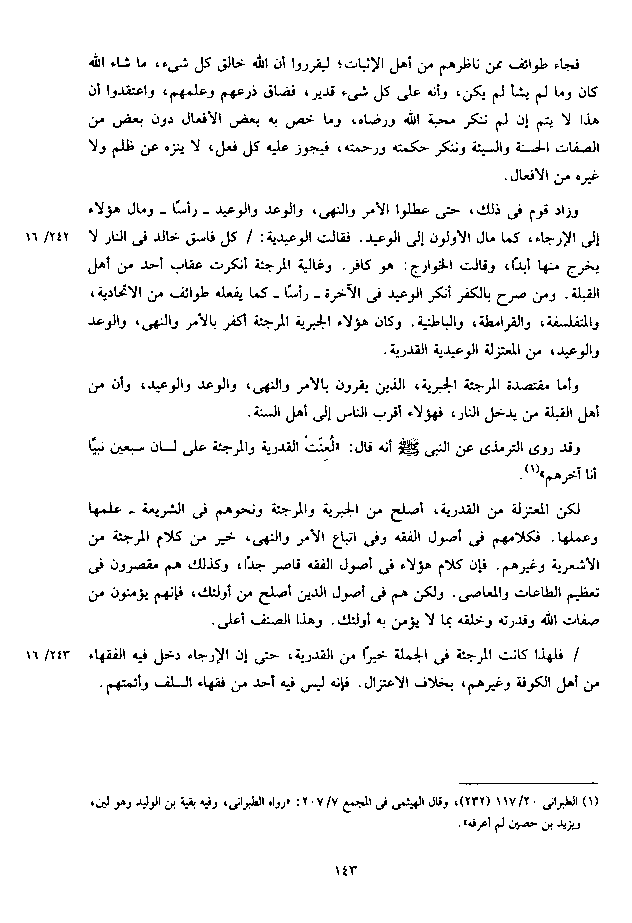 فجاء طوائف ممن ناظرهم من أهل الإثبات؛ ليقرروا أن الله خالق كل شىء، ما شاء الله
كان وما لم يشأ لم يكن، وأنه على كل شىء قدير، فضاق ذرعهم وعلمهم، واعتقدوا أن
هذا لا يتم إن لم ننكر محبة الله ورضاه، وما خص به بعض الأفعال دون بعض من
الصفات الحسنة والسيئة وننكر حكمته ورحمته، فيجوز عليه كل فعل، لا ينزه عن ظلم ولا
غيره من الأفعال.
وزاد قوم فى ذلك، حتى عطلوا الأمر والنهى، والوعد والوعيد ـ رأسًا ـ ومال هؤلاء
إلى الإرجاء، كما مال الأولون إلى الوعيد. فقالت الوعيدية: / كل فاسق خالد فى النار لا ١٦/٢٤٢
يخرج منها أبدًا، وقالت الخوارج: هو كافر. وغالية المرجئة أنكرت عقاب أحد من أهل
القبلة. ومن صرح بالكفر أنكر الوعيد فى الآخرة ـ رأسًا ـ كما يفعله طوائف من الاتحادية،
والمتفلسفة، والقرامطة، والباطنية. وكان هؤلاء الجبرية المرجئة أكفر بالأمر والنهى، والوعد
والوعيد، من المعتزلة الوعيدية القدرية.
وأما مقتصدة المرجئة الجبرية، الذين يقرون بالأمر والنهى، والوعد والوعيد، وأن من
أهل القبلة من يدخل النار، فهؤلاء أقرب الناس إلى أهل السنة.
وقد روى الترمذى عن النبى ﷺ أنه قال: «لُعِنَتْ القدرية والمرجئة على لسان سبعين نبيًا
أنا آخرهم»(١).
لكن المعتزلة من القدرية، أصلح من الجبرية والمرجئة ونحوهم فى الشريعة ـ علمها
وعملها. فكلامهم فى أصول الفقه وفى اتباع الأمر والنهى، خير من كلام المرجئة من
الأشعرية وغيرهم. فإن كلام هؤلاء فى أصول الفقه قاصر جدًا، وكذلك هم مقصرون فى
تعظيم الطاعات والمعاصى. ولكن هم فى أصول الدين أصلح من أولئك، فإنهم يؤمنون من
صفات الله وقدرته وخلقه بما لا يؤمن به أولئك. وهذا الصنف أعلى.
/ فلهذا كانت المرجئة فى الجملة خيرًا من القدرية، حتى إن الإرجاء دخل فيه الفقهاء ١٦/٢٤٣
من أهل الكوفة وغيرهم، بخلاف الاعتزال. فإنه ليس فيه أحد من فقهاء السلف وأئمتهم.
(١) الطبرانى ٢٠/ ١١٧ (٢٣٢)، وقال الهيثمى فى المجمع ٧/ ٢٠٧: «رواه الطبرانى، وفيه بقية بن الوليد وهو لين،
ويزيد بن حصين لم أعرفه».
١٤٣